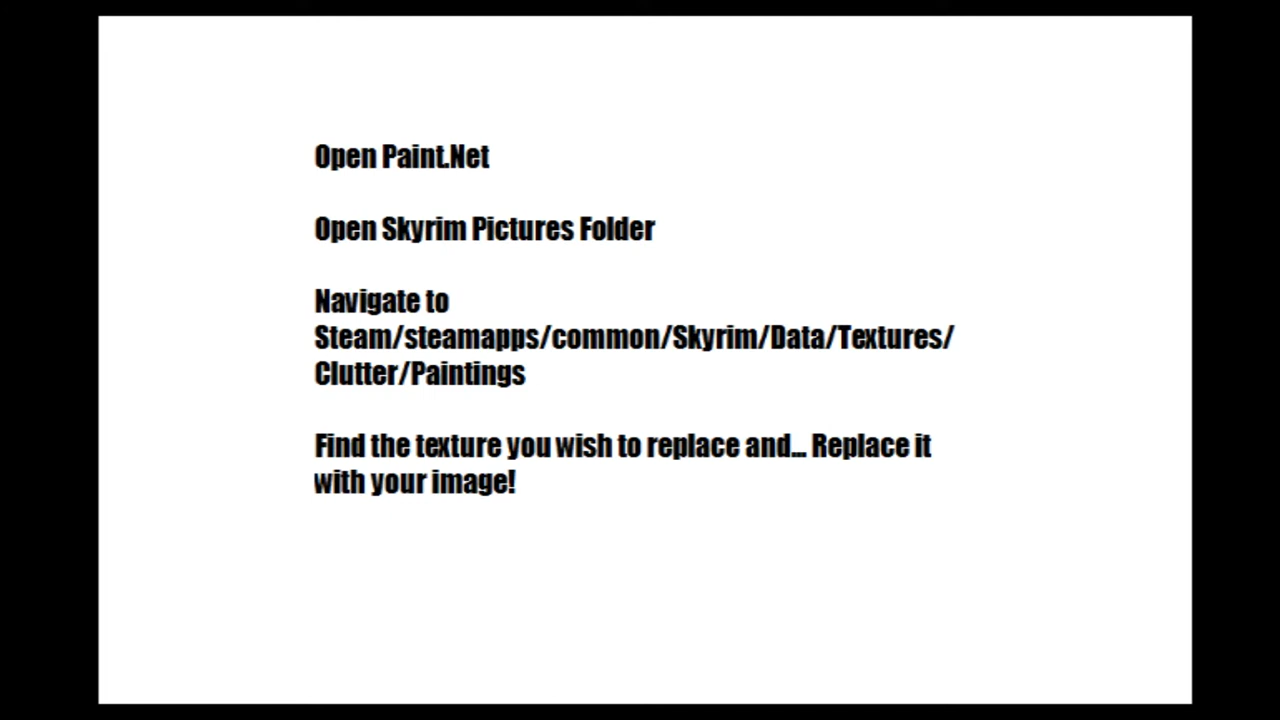 Open Paint.Net
Open Skyrim Pictures Folder
Navigate to
Steam/steamapps/common/Skyrim/Data/Textures/
Clutter/Paintings
Find the texture you wish to replace and... Replace it
with your image!